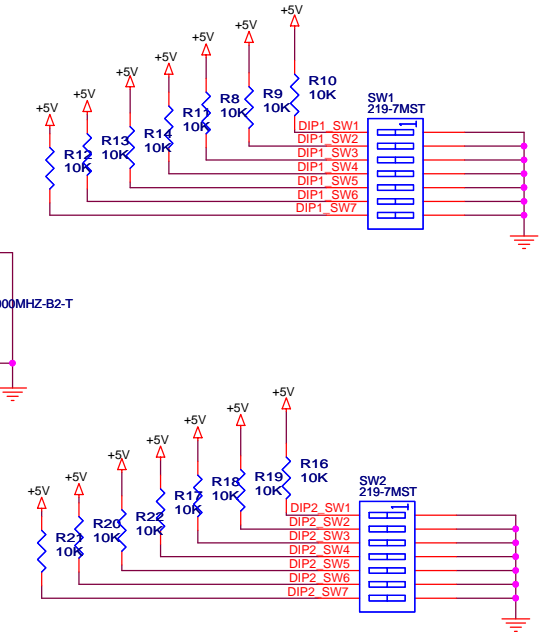 +5V
+5V
+5V
+5V
+5V
+5V
+5V
R10
10K
R9
10K
R8
10K
R11
10K
R14
10K
R13
10K
R12
10K
SW1
219-7MST
1
DIP1_SW1
DIP1_SW2
DIP1_SW3
DIP1_SW4
DIP1_SW5
DIP1_SW6
DIP1_SW7
00MHZ-B2-T
+5V
+5V
+5V
+5V
+5V
+5V
+5V
R16
10K
R19
10K
R18
10K
R17
10K
R22
10K
R20
10K
R21
10K
SW2
219-7MST
1
DIP2_SW1
DIP2_SW2
DIP2_SW3
DIP2_SW4
DIP2_SW5
DIP2_SW6
DIP2_SW7